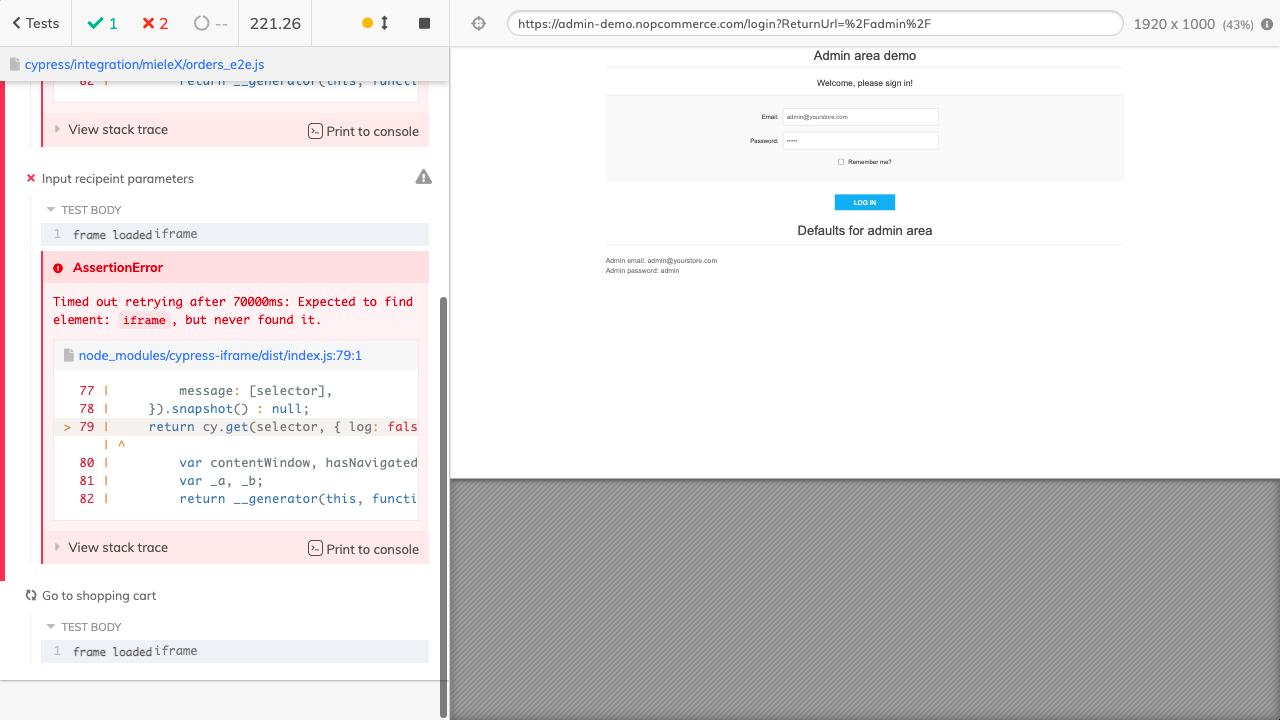 Tests
1
2
--
221.26
https://admin-demo.nopcommerce.com/login?ReturnUrl=%2Fadmin%2F
1920 x 1000 (43%)
cypress/integration/mieleX/orders_e2e.js
82 | return __generator(this, functi
View stack trace
Print to console
Input recipeint parameters
TEST BODY
1 frame loaded iframe
AssertionError
Timed out retrying after 70000ms: Expected to find
element: iframe, but never found it.
node_modules/cypress-iframe/dist/index.js:79:1
77 | message: [selector],
78 | }).snapshot() : null;
> 79 | return cy.get(selector, { log: fals
| ^
80 | var contentWindow, hasNavigated
81 | var _a, _b;
82 | return __generator(this, functi
View stack trace
Print to console
Go to shopping cart
TEST BODY
1 frame loaded iframe
Admin area demo
Welcome, please sign in!
Email: admin@yourstore.com
Password: •••••
Remember me?
LOG IN
Defaults for admin area
Admin email: admin@yourstore.com
Admin password: admin